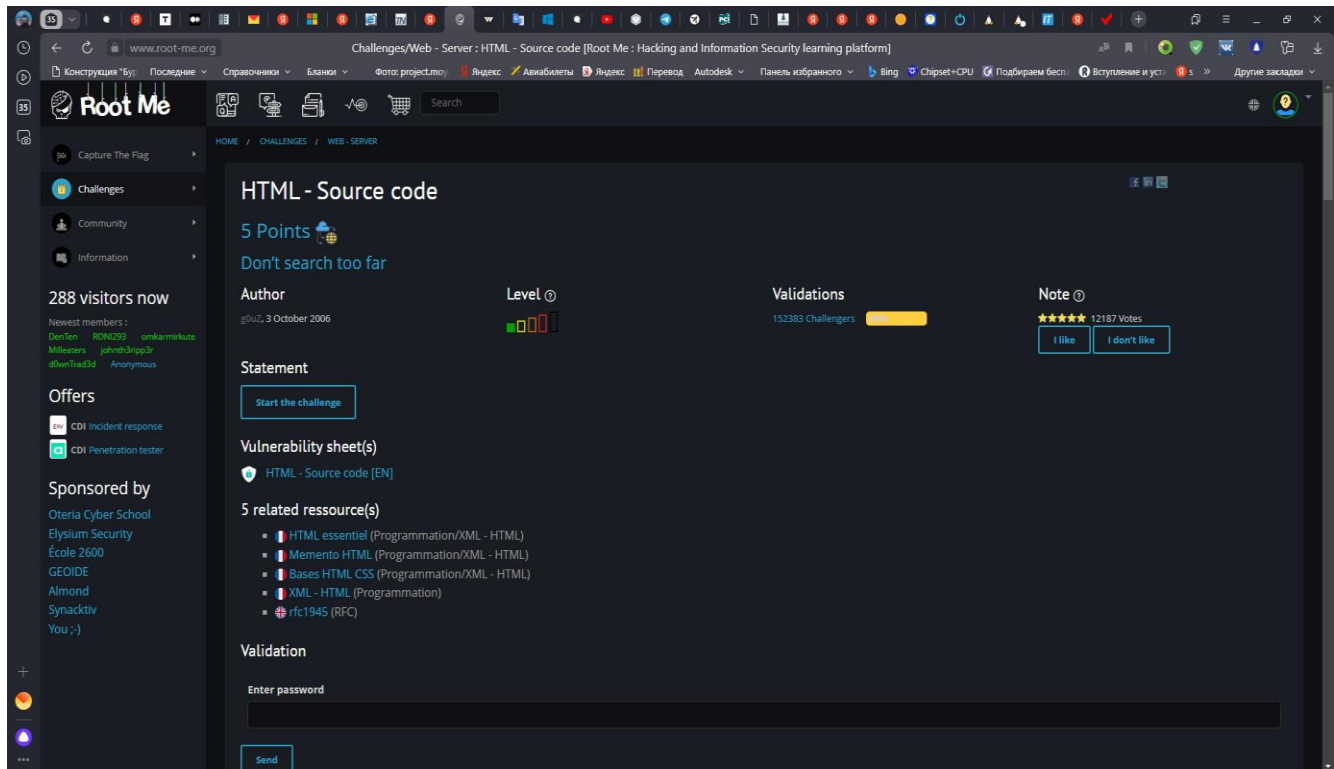 35
www.root-me.org
Challenges/Web - Server : HTML - Source code [Root Me : Hacking and Information Security learning platform]
Конструкция "Бур Последние Справочники Бланки Фото: project.moy. Яндекс Авиабилеты Яндекс Перевод Autodesk Панель избранного Bing Chipset+CPU Подбираем бесп Вступление и уста s » Другие закладки
35
Root Me
Search
HOME / CHALLENGES / WEB - SERVER
Capture The Flag
Challenges
Community
Information
288 visitors now
Newest members :
DenTen RONI293 omkarmirkute
Milleaters johnth3ripp3r
d0wnTrad3d Anonymous
Offers
CDI Incident response
CDI Penetration tester
Sponsored by
Oteria Cyber School
Elysium Security
École 2600
GEOIDE
Almond
Synacktiv
You ;-)
HTML - Source code
5 Points
Don't search too far
Author
g0uZ, 3 October 2006
Level
Validations
152383 Challengers
Note
12187 Votes
I like
I don't like
Statement
Start the challenge
Vulnerability sheet(s)
HTML - Source code [EN]
5 related ressource(s)
HTML essentiel (Programmation/XML - HTML)
Memento HTML (Programmation/XML - HTML)
Bases HTML CSS (Programmation/XML - HTML)
XML - HTML (Programmation)
rfc1945 (RFC)
Validation
Enter password
Send